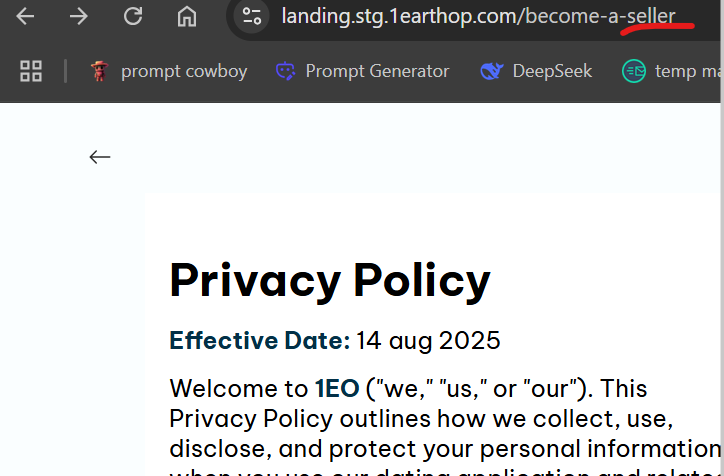 landing.stg.1earthop.com/become-a-seller
prompt cowboy Prompt Generator DeepSeek temp ma
Privacy Policy
Effective Date: 14 aug 2025
Welcome to 1EO ("we," "us," or "our"). This
Privacy Policy outlines how we collect, use,
disclose, and protect your personal information
when you use our dating application and relate